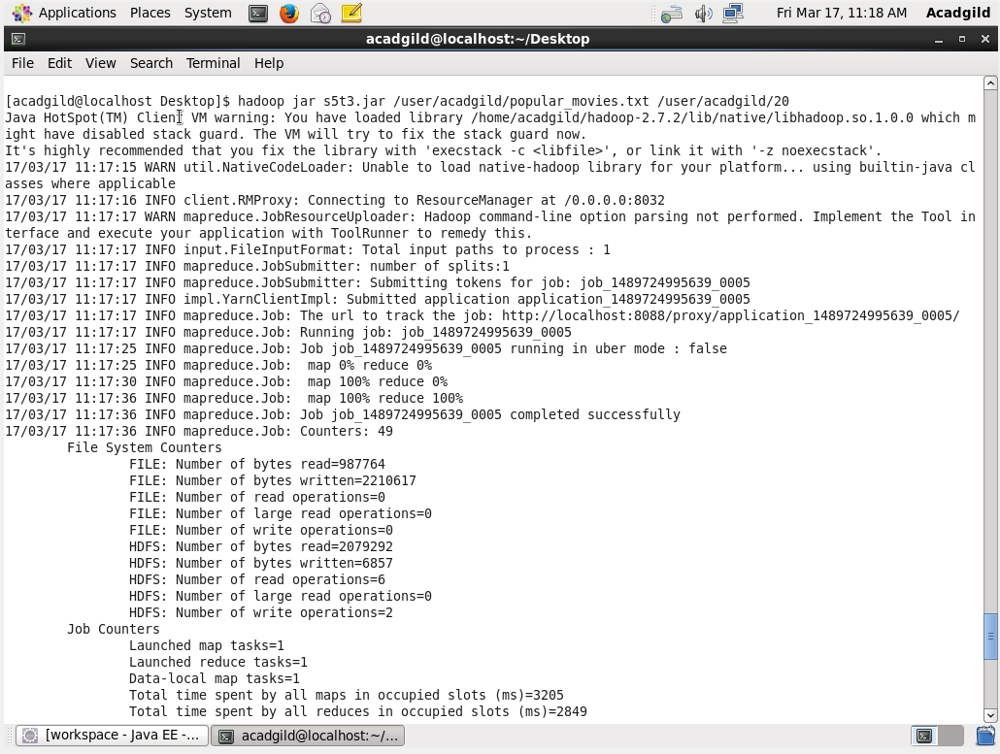 Applications Places System Fri Mar 17, 11:18 AM Acadgild
acadgild@localhost:~/Desktop
File Edit View Search Terminal Help
[acadgild@localhost Desktop]$ hadoop jar s5t3.jar /user/acadgild/popular_movies.txt /user/acadgild/20
Java HotSpot(TM) Client VM warning: You have loaded library /home/acadgild/hadoop-2.7.2/lib/native/libhadoop.so.1.0.0 which m
ight have disabled stack guard. The VM will try to fix the stack guard now.
It's highly recommended that you fix the library with 'execstack -c <libfile>', or link it with '-z noexecstack'.
17/03/17 11:17:15 WARN util.NativeCodeLoader: Unable to load native-hadoop library for your platform... using builtin-java cl
asses where applicable
17/03/17 11:17:16 INFO client.RMProxy: Connecting to ResourceManager at /0.0.0.0:8032
17/03/17 11:17:17 WARN mapreduce.JobResourceUploader: Hadoop command-line option parsing not performed. Implement the Tool in
terface and execute your application with ToolRunner to remedy this.
17/03/17 11:17:17 INFO input.FileInputFormat: Total input paths to process : 1
17/03/17 11:17:17 INFO mapreduce.JobSubmitter: number of splits:1
17/03/17 11:17:17 INFO mapreduce.JobSubmitter: Submitting tokens for job: job_1489724995639_0005
17/03/17 11:17:17 INFO impl.YarnClientImpl: Submitted application application_1489724995639_0005
17/03/17 11:17:17 INFO mapreduce.Job: The url to track the job: http://localhost:8088/proxy/application_1489724995639_0005/
17/03/17 11:17:17 INFO mapreduce.Job: Running job: job_1489724995639_0005
17/03/17 11:17:25 INFO mapreduce.Job: Job job_1489724995639_0005 running in uber mode : false
17/03/17 11:17:25 INFO mapreduce.Job:  map 0% reduce 0%
17/03/17 11:17:30 INFO mapreduce.Job:  map 100% reduce 0%
17/03/17 11:17:36 INFO mapreduce.Job:  map 100% reduce 100%
17/03/17 11:17:36 INFO mapreduce.Job: Job job_1489724995639_0005 completed successfully
17/03/17 11:17:36 INFO mapreduce.Job: Counters: 49
File System Counters
FILE: Number of bytes read=987764
FILE: Number of bytes written=2210617
FILE: Number of read operations=0
FILE: Number of large read operations=0
FILE: Number of write operations=0
HDFS: Number of bytes read=2079292
HDFS: Number of bytes written=6857
HDFS: Number of read operations=6
HDFS: Number of large read operations=0
HDFS: Number of write operations=2
Job Counters
Launched map tasks=1
Launched reduce tasks=1
Data-local map tasks=1
Total time spent by all maps in occupied slots (ms)=3205
Total time spent by all reduces in occupied slots (ms)=2849
[workspace - Java EE -... acadgild@localhost:~/...